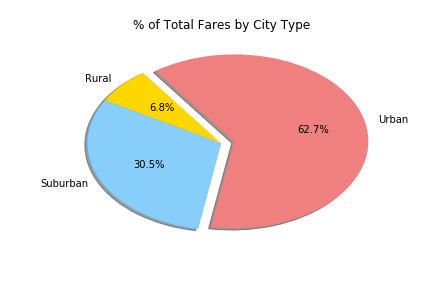 % of Total Fares by City Type
Rural
6.8%
Urban
62.7%
30.5%
Suburban